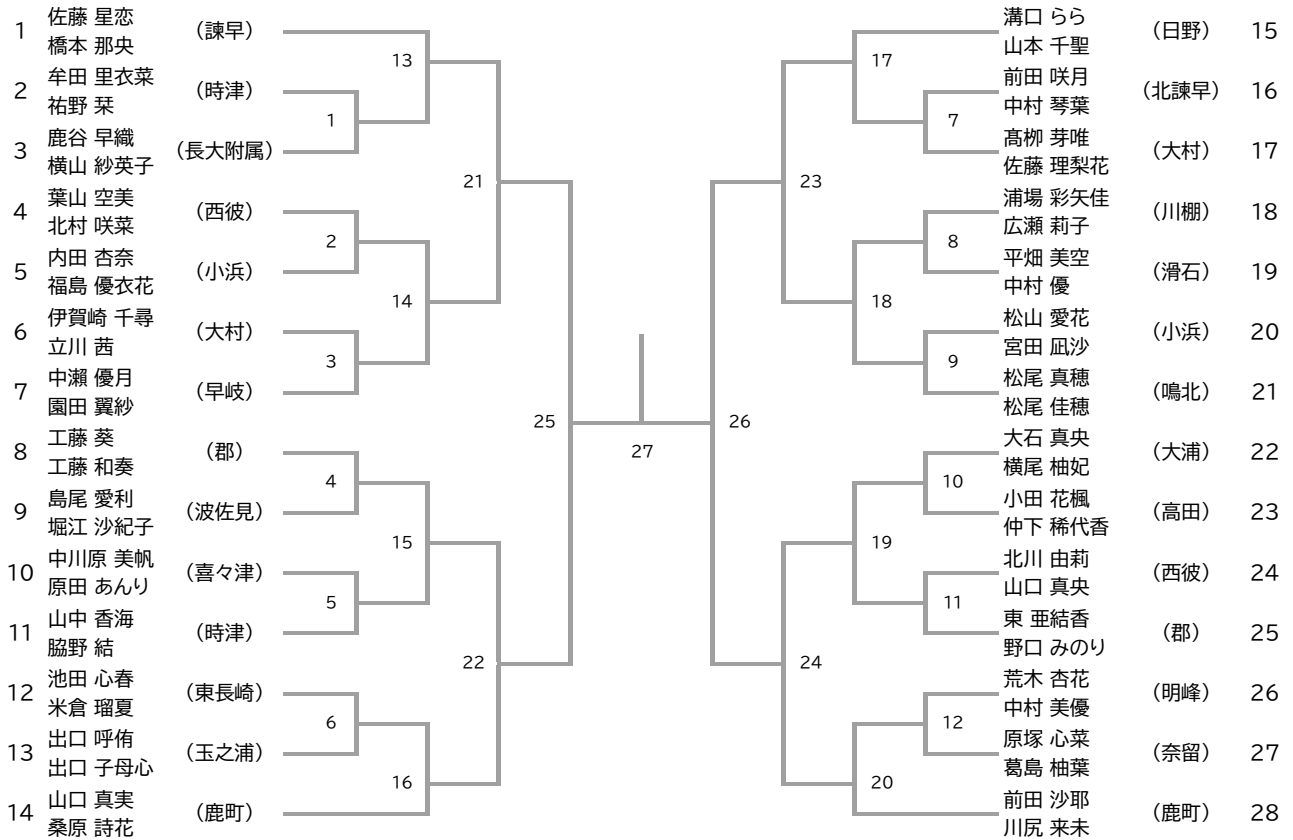 1 佐藤 星恋 (諫早)
橋本 那央
2 牟田 里衣菜 (時津)
祐野 栞
3 鹿谷 早織 (長大附属)
横山 紗英子
4 葉山 空美 (西彼)
北村 咲菜
5 内田 杏奈 (小浜)
福島 優衣花
6 伊賀崎 千尋 (大村)
立川 茜
7 中瀨 優月 (早岐)
園田 翼紗
8 工藤 葵 (郡)
工藤 和奏
9 島尾 愛利 (波佐見)
堀江 沙紀子
10 中川原 美帆 (喜々津)
原田 あんり
11 山中 香海 (時津)
脇野 結
12 池田 心春 (東長崎)
米倉 瑠夏
13 出口 呼侑 (玉之浦)
出口 子母心
14 山口 真実 (鹿町)
桑原 詩花
13
1
21
2
14
3
25
4
15
5
22
6
16
27
17
7
23
8
18
9
26
10
19
11
24
12
20
溝口 らら (日野) 15
山本 千聖
前田 咲月 (北諫早) 16
中村 琴葉
髙栁 芽唯 (大村) 17
佐藤 理梨花
浦場 彩矢佳 (川棚) 18
広瀬 莉子
平畑 美空 (滑石) 19
中村 優
松山 愛花 (小浜) 20
宮田 凪沙
松尾 真穂 (鳴北) 21
松尾 佳穂
大石 真央 (大浦) 22
横尾 柚妃
小田 花楓 (高田) 23
仲下 稀代香
北川 由莉 (西彼) 24
山口 真央
東 亜結香 (郡) 25
野口 みのり
荒木 杏花 (明峰) 26
中村 美優
原塚 心菜 (奈留) 27
葛島 柚葉
前田 沙耶 (鹿町) 28
川尻 来未